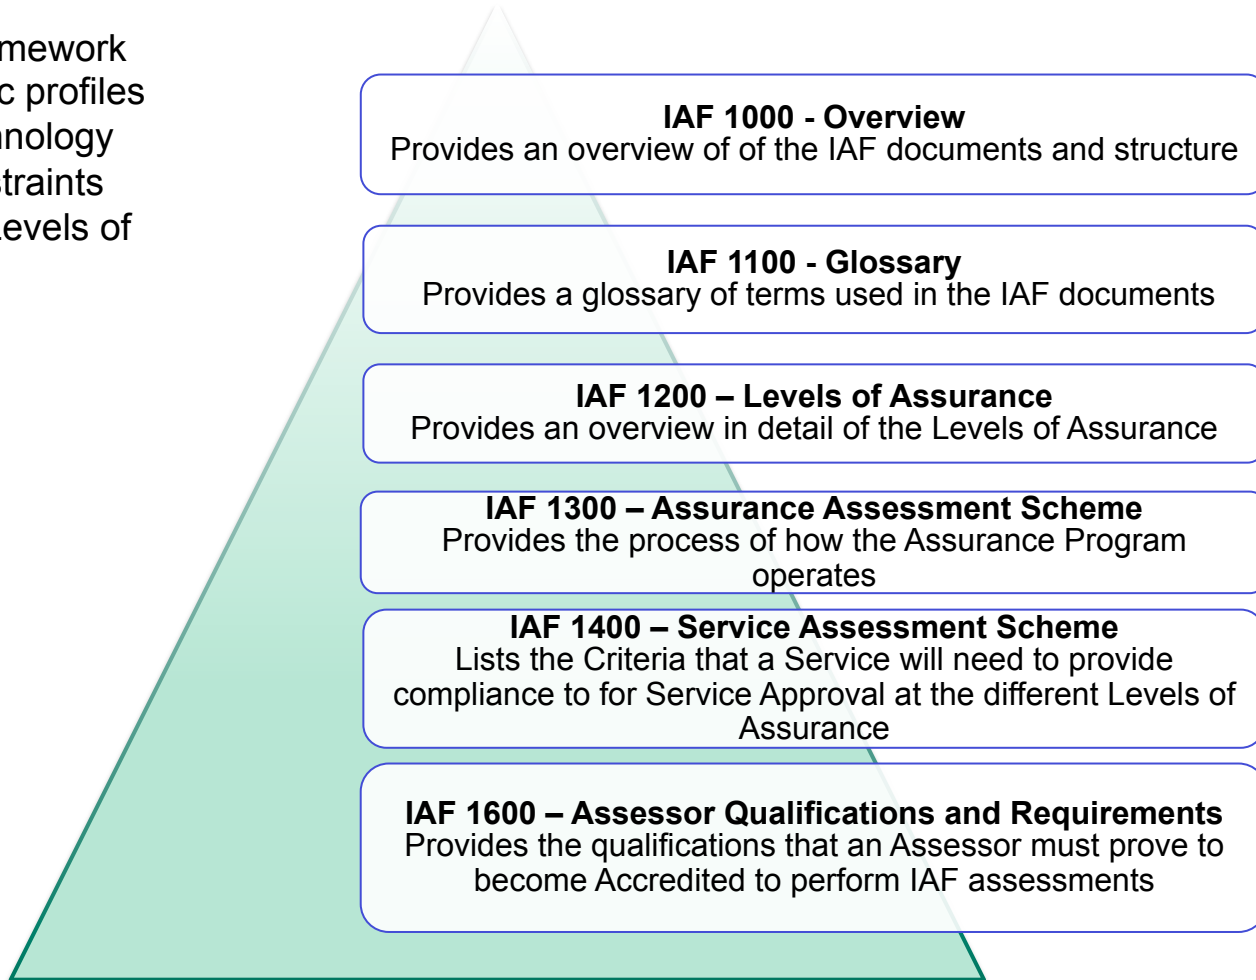 mework
c profiles
nnology
straints
Levels of
IAF 1000 - Overview
Provides an overview of of the IAF documents and structure
IAF 1100 - Glossary
Provides a glossary of terms used in the IAF documents
IAF 1200 – Levels of Assurance
Provides an overview in detail of the Levels of Assurance
IAF 1300 – Assurance Assessment Scheme
Provides the process of how the Assurance Program
operates
IAF 1400 – Service Assessment Scheme
Lists the Criteria that a Service will need to provide
compliance to for Service Approval at the different Levels of
Assurance
IAF 1600 – Assessor Qualifications and Requirements
Provides the qualifications that an Assessor must prove to
become Accredited to perform IAF assessments